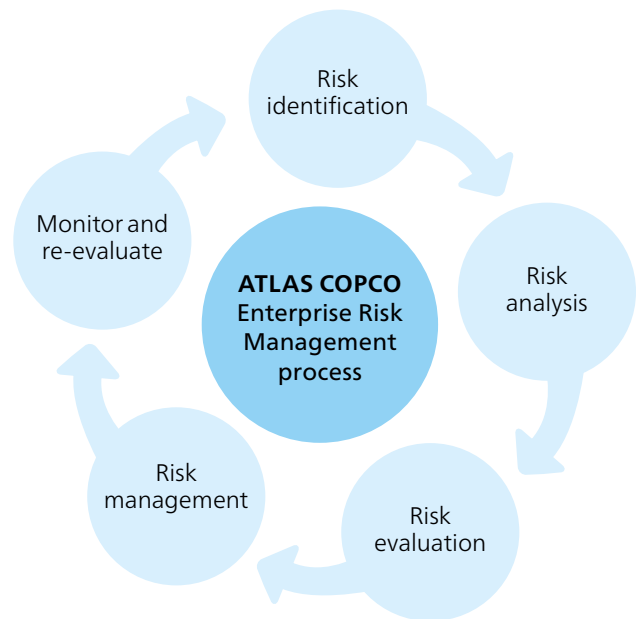 Risk
identification
Risk
analysis
Risk
evaluation
Risk
management
Monitor and
re-evaluate
ATLAS COPCO
Enterprise Risk
Management
process